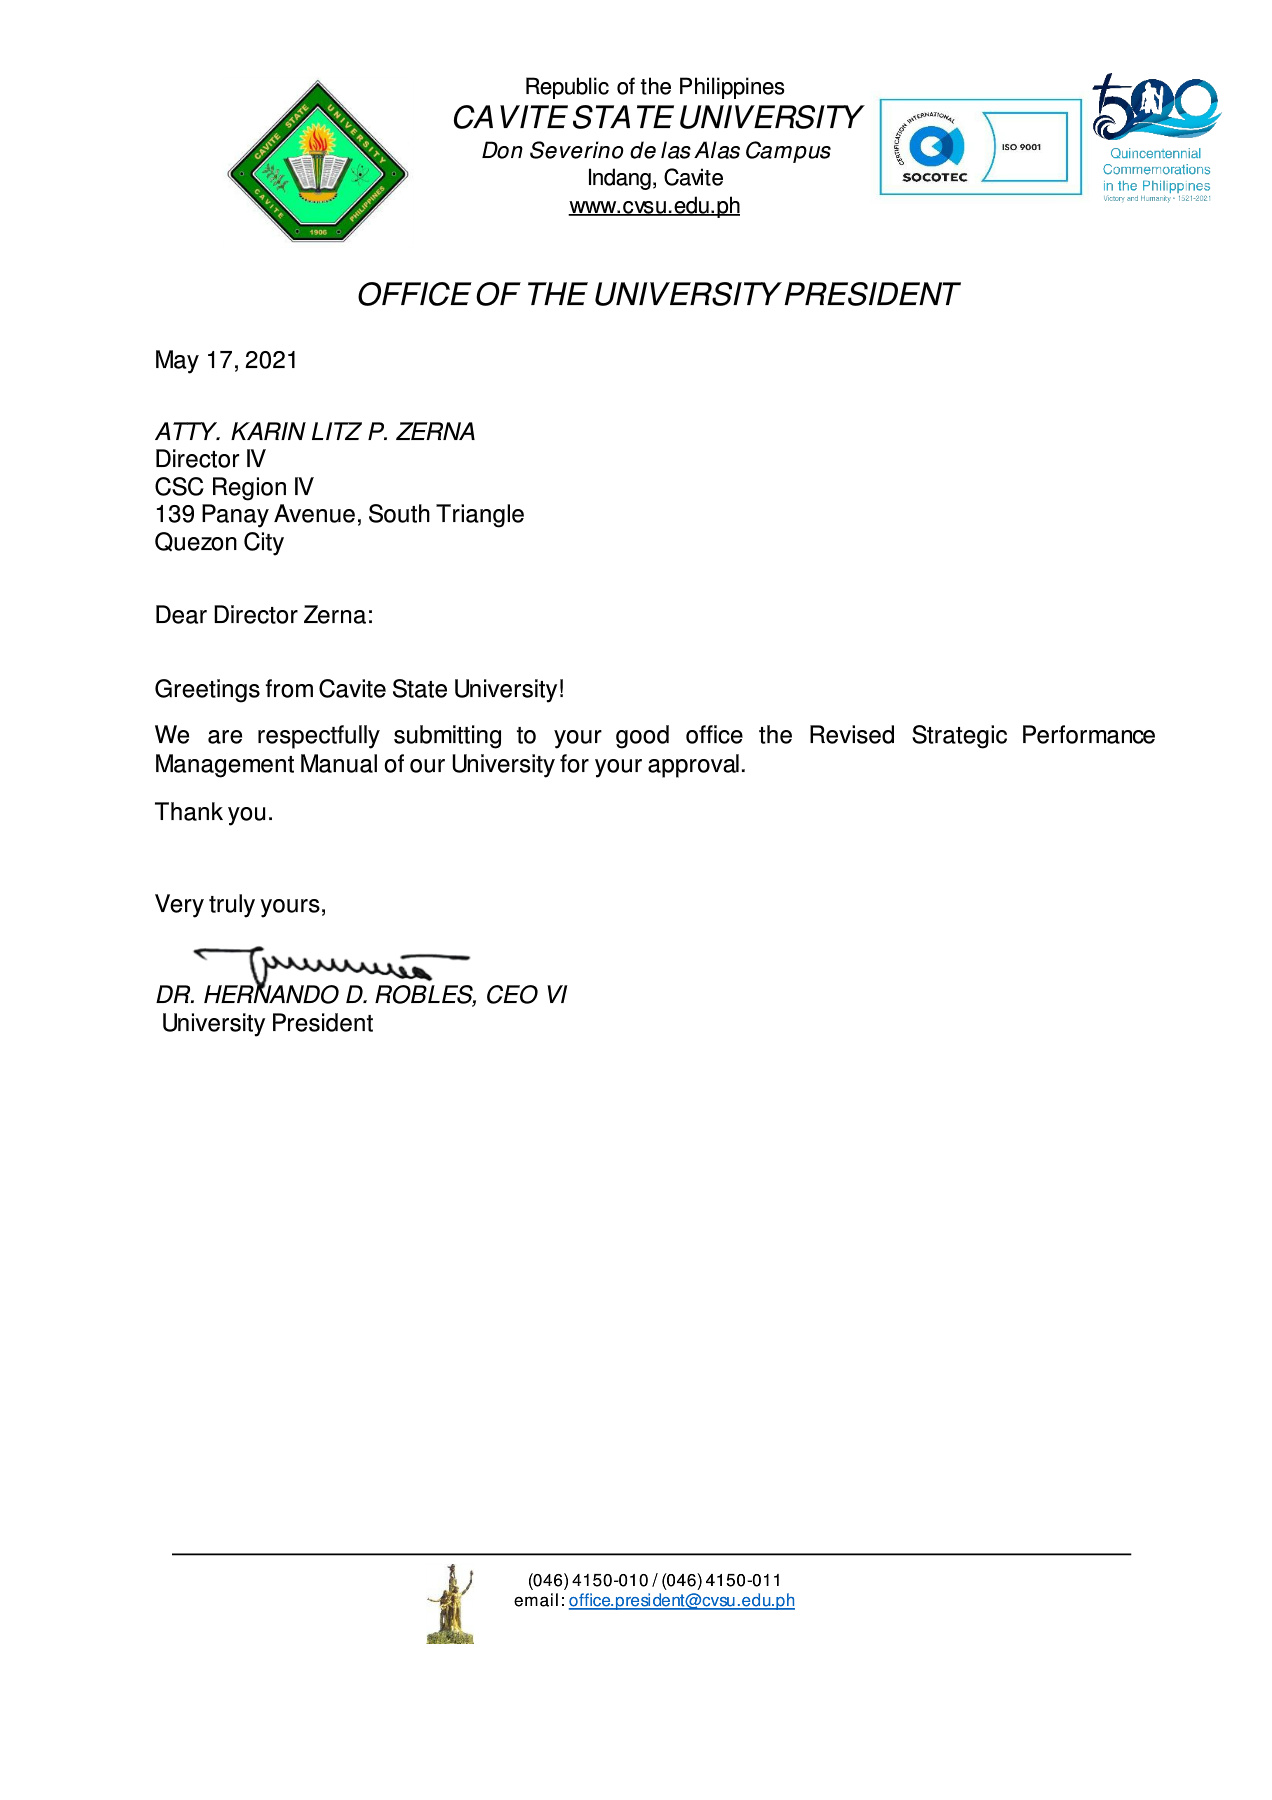 Republic of the Philippines
CAVITE STATE UNIVERSITY
Don Severino de las Alas Campus
Indang, Cavite
www.cvsu.edu.ph
CAVITE STATE UNIVERSITY
CAVITE PHILIPPINES
1906
CERTIFICATION INTERNATIONAL
SOCOTEC
ISO 9001
500
Quincentennial
Commemorations
in the Philippines
Victory and Humanity • 1521-2021
OFFICE OF THE UNIVERSITY PRESIDENT
May 17, 2021
ATTY. KARIN LITZ P. ZERNA
Director IV
CSC Region IV
139 Panay Avenue, South Triangle
Quezon City
Dear Director Zerna:
Greetings from Cavite State University!
We are respectfully submitting to your good office the Revised Strategic Performance
Management Manual of our University for your approval.
Thank you.
Very truly yours,
DR. HERNANDO D. ROBLES, CEO VI
University President
(046) 4150-010 / (046) 4150-011
email: office.president@cvsu.edu.ph